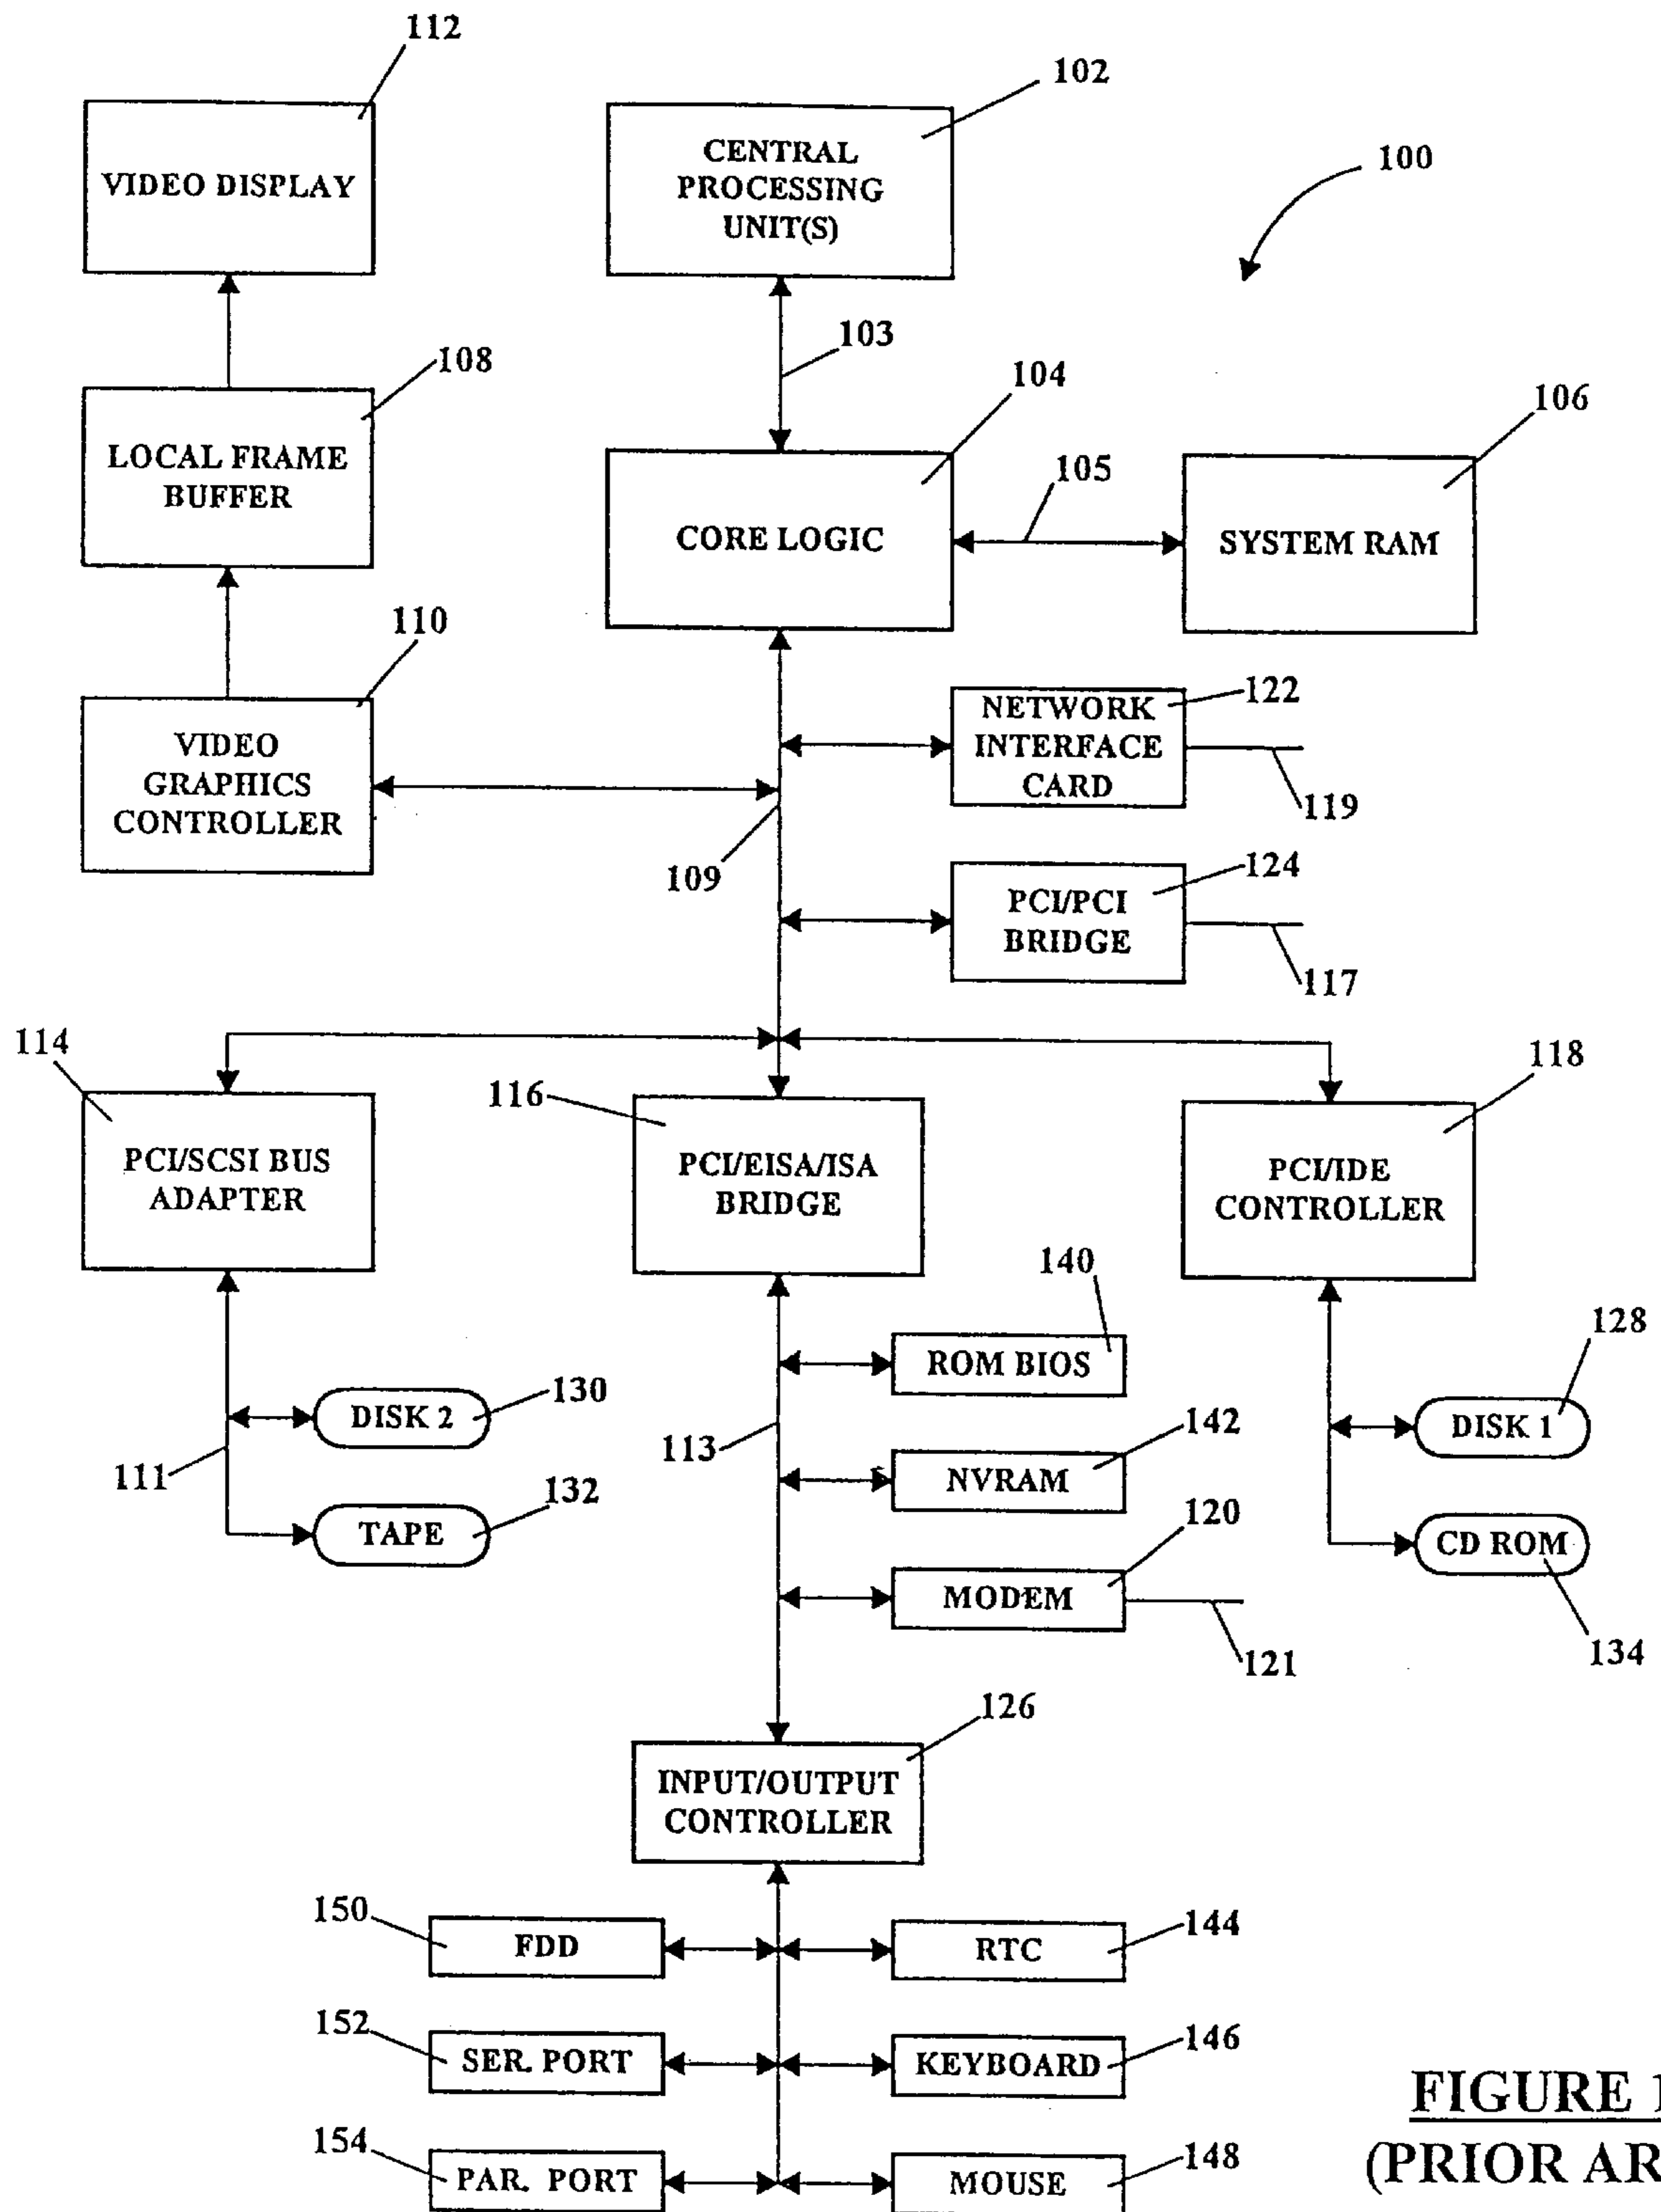 112
102
VIDEO DISPLAY
CENTRAL
PROCESSING
UNIT(S)
100
103
108
104
106
LOCAL FRAME
BUFFER
105
CORE LOGIC
SYSTEM RAM
110
122
VIDEO
GRAPHICS
CONTROLLER
NETWORK
INTERFACE
CARD
119
109
124
PCI/PCI
BRIDGE
117
114
116
118
PCI/SCSI BUS
ADAPTER
PCI/EISA/ISA
BRIDGE
PCI/IDE
CONTROLLER
140
128
ROM BIOS
130
DISK 2
DISK 1
142
113
111
NVRAM
132
120
TAPE
CD ROM
MODEM
121
134
126
INPUT/OUTPUT
CONTROLLER
150
144
FDD
RTC
152
146
SER. PORT
KEYBOARD
FIGURE 1
154
148
(PRIOR AR
PAR. PORT
MOUSE